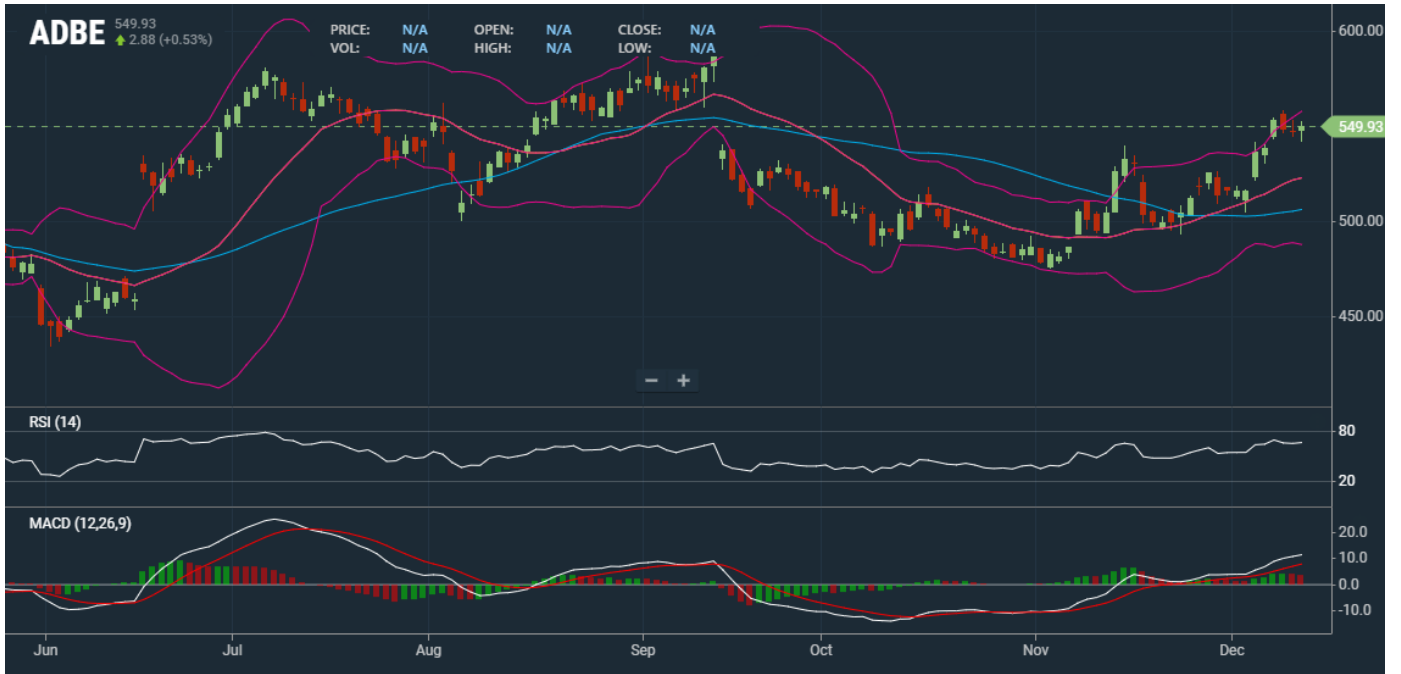 ADBE 549.93
2.88 (+0.53%)
PRICE: N/A OPEN: N/A CLOSE: N/A
VOL: N/A HIGH: N/A LOW: N/A
600.00
549.93
500.00
450.00
− +
RSI (14)
80
20
MACD (12,26,9)
20.0
10.0
0.0
-10.0
Jun Jul Aug Sep Oct Nov Dec